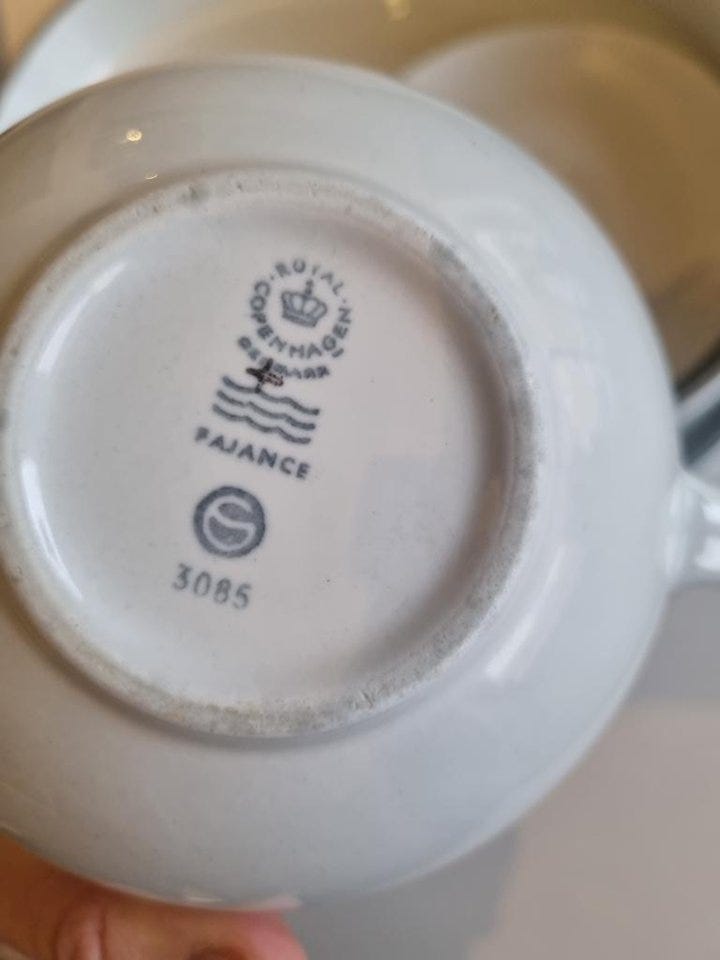 ROYAL
COPENHAGEN
DENMARK
FAJANCE
3085